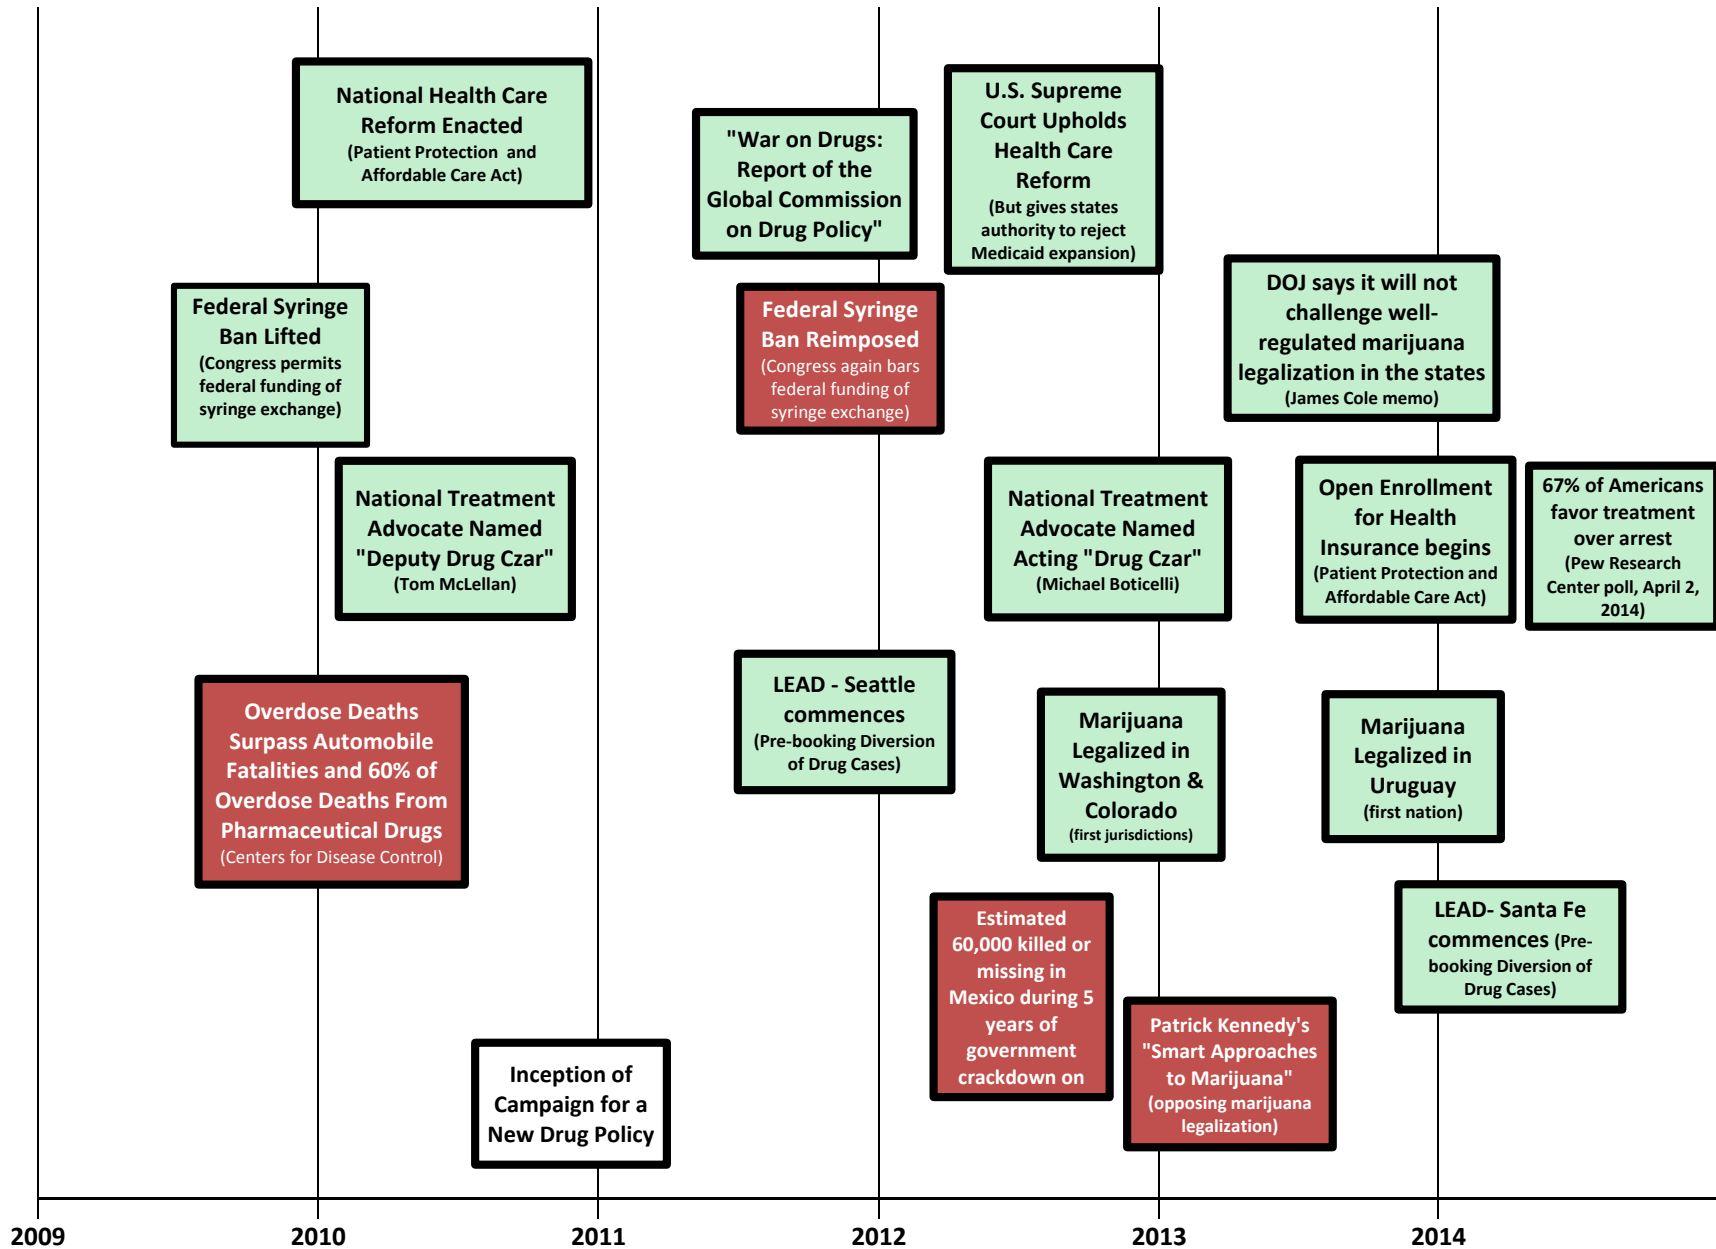 National Health Care
Reform Enacted
(Patient Protection and
Affordable Care Act)
"War on Drugs:
Report of the
Global Commission
on Drug Policy"
U.S. Supreme
Court Upholds
Health Care
Reform
(But gives states
authority to reject
Medicaid expansion)
Federal Syringe
Ban Lifted
(Congress permits
federal funding of
syringe exchange)
Federal Syringe
Ban Reimposed
(Congress again bars
federal funding of
syringe exchange)
DOJ says it will not
challenge well-
regulated marijuana
legalization in the states
(James Cole memo)
National Treatment
Advocate Named
"Deputy Drug Czar"
(Tom McLellan)
National Treatment
Advocate Named
Acting "Drug Czar"
(Michael Boticelli)
Open Enrollment
for Health
Insurance begins
(Patient Protection and
Affordable Care Act)
67% of Americans
favor treatment
over arrest
(Pew Research
Center poll, April 2,
2014)
Overdose Deaths
Surpass Automobile
Fatalities and 60% of
Overdose Deaths From
Pharmaceutical Drugs
(Centers for Disease Control)
LEAD - Seattle
commences
(Pre-booking Diversion
of Drug Cases)
Marijuana
Legalized in
Washington &
Colorado
(first jurisdictions)
Marijuana
Legalized in
Uruguay
(first nation)
Estimated
60,000 killed or
missing in
Mexico during 5
years of
government
crackdown on
LEAD- Santa Fe
commences (Pre-
booking Diversion of
Drug Cases)
Patrick Kennedy's
"Smart Approaches
to Marijuana"
(opposing marijuana
legalization)
Inception of
Campaign for a
New Drug Policy
2009 2010 2011 2012 2013 2014